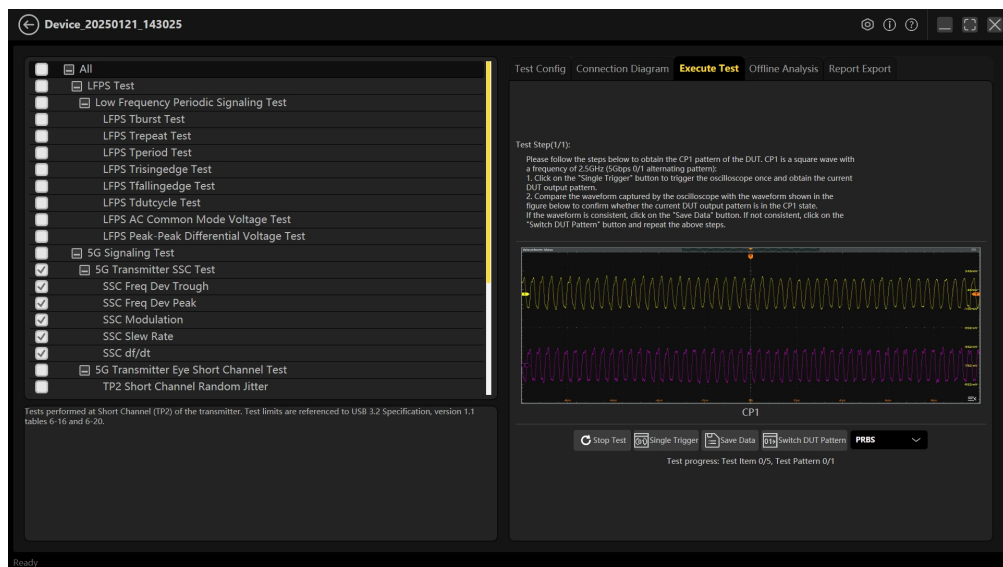 Device_20250121_143025
All
LFPS Test
Low Frequency Periodic Signaling Test
LFPS Tburst Test
LFPS Trepeat Test
LFPS Tperiod Test
LFPS Trisingedge Test
LFPS Tfallingedge Test
LFPS Tdutycycle Test
LFPS AC Common Mode Voltage Test
LFPS Peak-Peak Differential Voltage Test
5G Signaling Test
5G Transmitter SSC Test
SSC Freq Dev Trough
SSC Freq Dev Peak
SSC Modulation
SSC Slew Rate
SSC df/dt
5G Transmitter Eye Short Channel Test
TP2 Short Channel Random Jitter
Tests performed at Short Channel (TP2) of the transmitter. Test limits are referenced to USB 3.2 Specification, version 1.1
tables 6-16 and 6-20.
Test Config Connection Diagram Execute Test Offline Analysis Report Export
Test Step(1/1):
Please follow the steps below to obtain the CP1 pattern of the DUT. CP1 is a square wave with
a frequency of 2.5GHz (5Gbps 0/1 alternating pattern):
1. Click on the "Single Trigger" button to trigger the oscilloscope once and obtain the current
DUT output pattern.
2. Compare the waveform captured by the oscilloscope with the waveform shown in the
figure below to confirm whether the current DUT output pattern is in the CP1 state.
If the waveform is consistent, click on the "Save Data" button. If not consistent, click on the
"Switch DUT Pattern" button and repeat the above steps.
CP1
Stop Test Single Trigger Save Data Switch DUT Pattern PRBS
Test progress: Test Item 0/5, Test Pattern 0/1
Ready